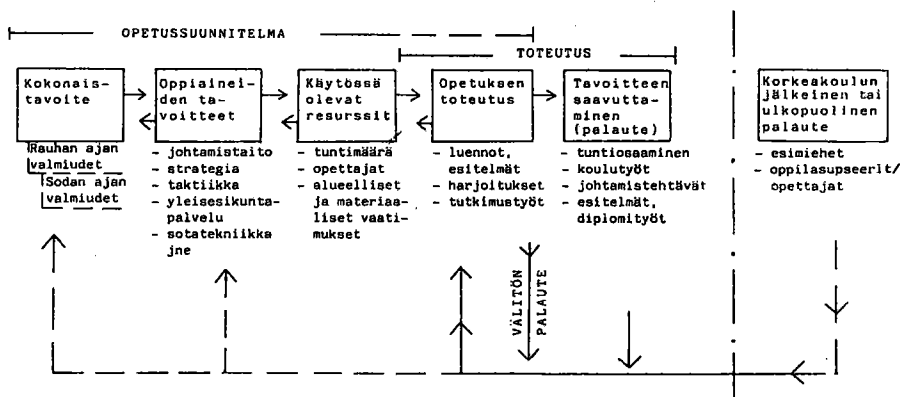 OPETUSSUUNNITELMA
TOTEUTUS
Kokonais-
tavoite
Rauhan ajan
valmiudet
Sodan ajan
valmiudet
Oppiainei-
den ta-
voitteet
- johtamistaito
- strategia
- taktiikka
- yleisesikunta-
palvelu
- sotatekniikka
jne
Käytössä
olevat
resurssit
- tuntimäärä
- opettajat
- alueelliset
ja materiaa-
liset vaati-
mukset
Opetuksen
toteutus
- luennot,
esitelmät
- harjoitukset
- tutkimustyöt
Tavoitteen
saavutta-
minen
(palaute)
- tuntiosaaminen
- koulutyöt
- johtamistehtävät
- esitelmät,
diplomityöt
Korkeakoulun
jälkeinen tai
ulkopuolinen
palaute
- esimiehet
- oppilasupseerit/
opettajat
VÄLITÖN
PALAUTE